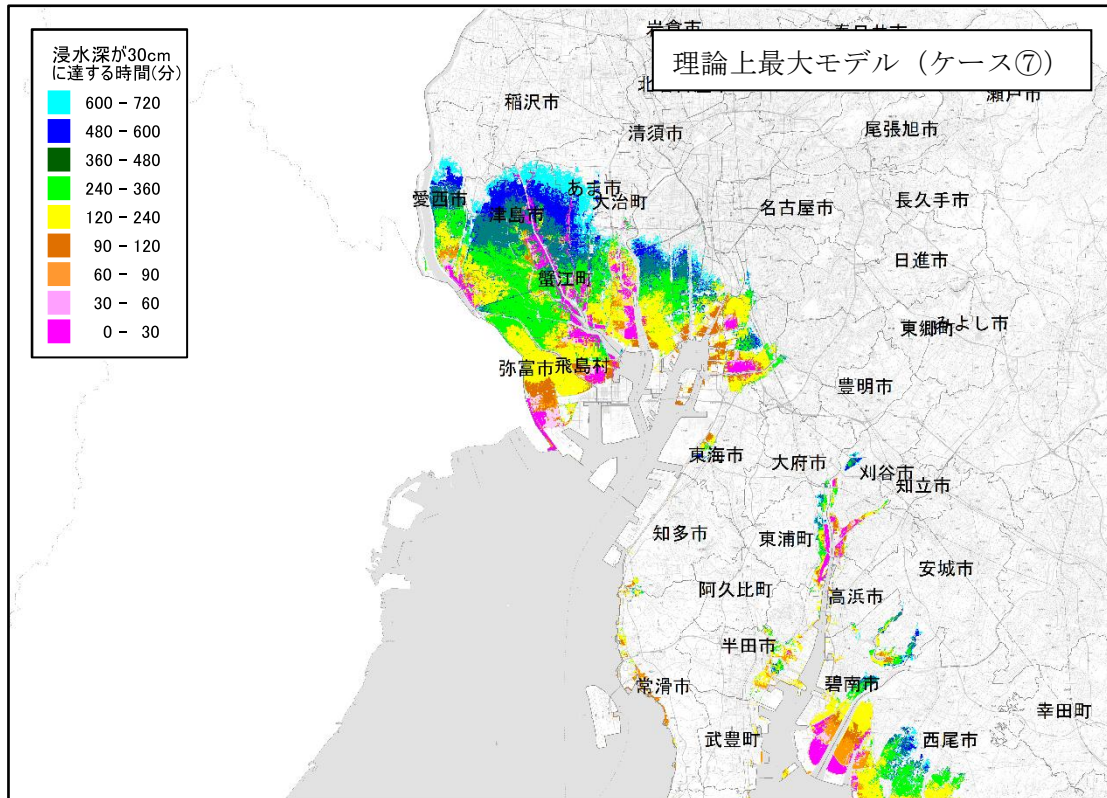 理論上最大モデル（ケース⑦）
浸水深が30cm
に達する時間(分)
600 - 720
480 - 600
360 - 480
240 - 360
120 - 240
90 - 120
60 - 90
30 - 60
0 - 30
岩倉市
稲沢市
清須市
瀬戸市
尾張旭市
あま市
愛西市
大治町
長久手市
津島市
名古屋市
日進市
蟹江町
みよし市
東郷町
弥富市
飛島村
豊明市
東海市
大府市
刈谷市
知立市
知多市
東浦町
安城市
阿久比町
高浜市
半田市
常滑市
碧南市
幸田町
武豊町
西尾市